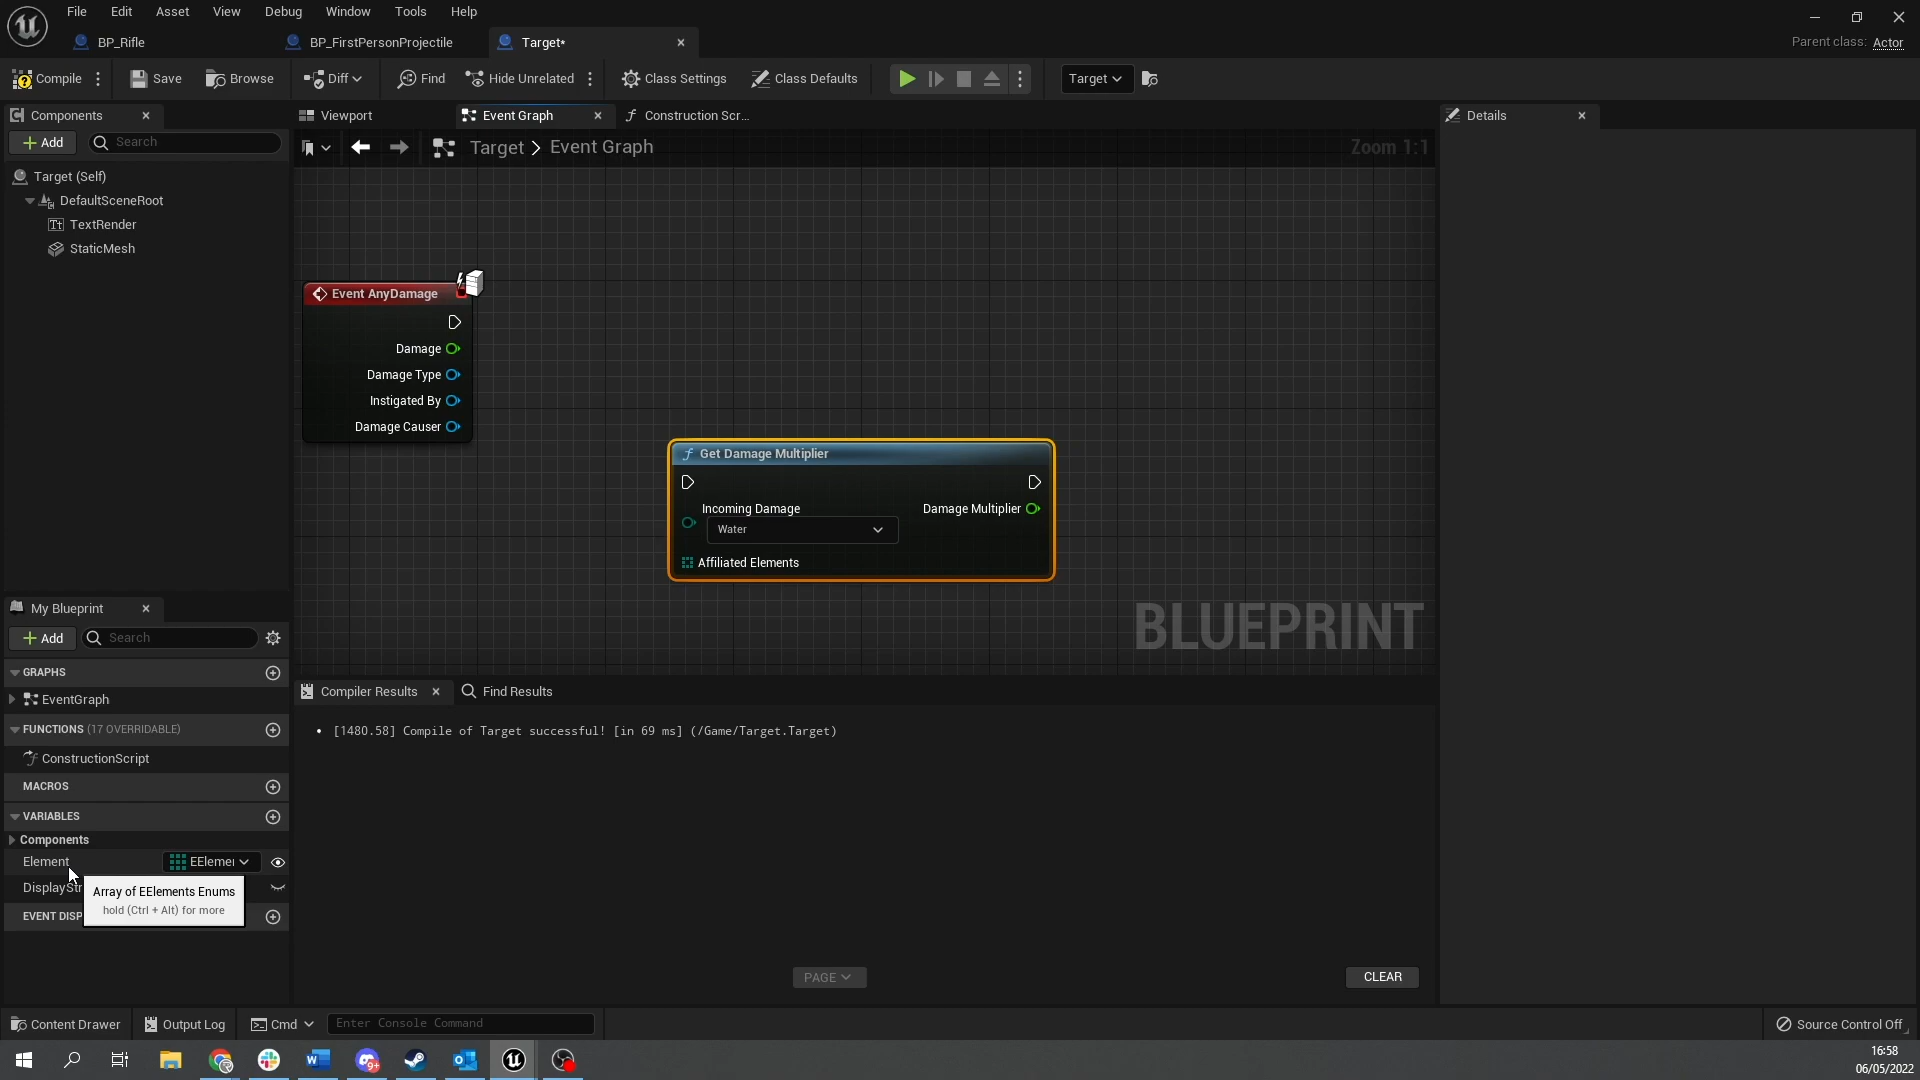 File Edit Asset View Debug Window Tools Help
BP_Rifle BP_FirstPersonProjectile Target*
Parent class: Actor
Compile Save Browse Diff Find Hide Unrelated Class Settings Class Defaults Target
Components
Viewport Event Graph Construction Scr...
Details
Add Search
Target > Event Graph
Zoom 1:1
Target (Self)
DefaultSceneRoot
TextRender
StaticMesh
Event AnyDamage
Damage
Damage Type
Instigated By
Damage Causer
Get Damage Multiplier
Incoming Damage
Damage Multiplier
Water
Affiliated Elements
BLUEPRINT
My Blueprint
Add Search
GRAPHS
EventGraph
FUNCTIONS (17 OVERRIDABLE)
ConstructionScript
MACROS
VARIABLES
Components
Element EElemer
DisplayStr
Array of EElements Enums
hold (Ctrl + Alt) for more
EVENT DISP
Compiler Results Find Results
[1480.58] Compile of Target successful! [in 69 ms] (/Game/Target.Target)
PAGE
CLEAR
Content Drawer Output Log Cmd Enter Console Command Source Control Off
9+
16:58
06/05/2022